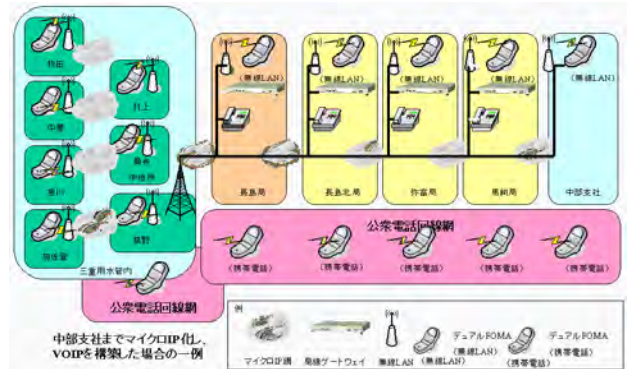 (無線LAN)
(無線LAN)
(無線LAN)
(無線LAN)
(無線LAN)
中里
長島局
長島北局
弥富局
中部支社
三重用水管内
公衆電話回線網
(携帯電話)
(携帯電話)
(携帯電話)
(携帯電話)
(携帯電話)
公衆電話回線網
中部支社までマイクロIP化し、
VOIPを構築した場合の一例
例
マイクロIP網
局線ゲートウェイ
無線LAN
デュアルFOMA
(無線LAN)
デュアルFOMA
(携帯電話)